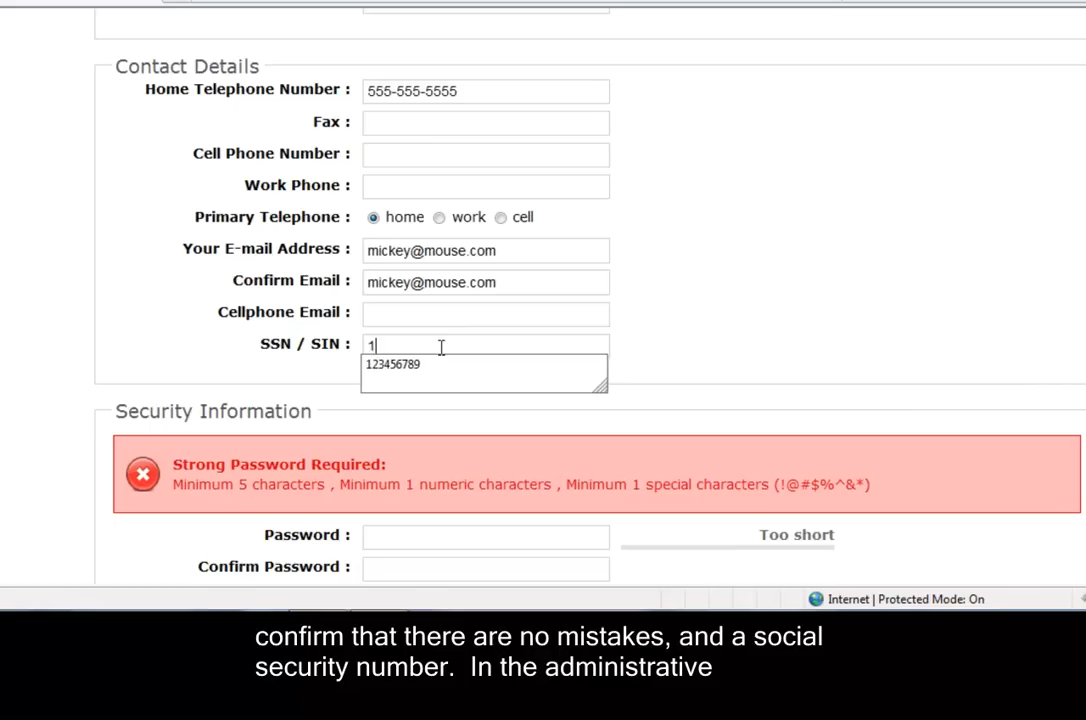 Contact Details
Home Telephone Number : 555-555-5555
Fax :
Cell Phone Number :
Work Phone :
Primary Telephone : home work cell
Your E-mail Address : mickey@mouse.com
Confirm Email : mickey@mouse.com
Cellphone Email :
SSN / SIN : 1
123456789
Security Information
Strong Password Required:
Minimum 5 characters , Minimum 1 numeric characters , Minimum 1 special characters (!@#$%^&*)
Password : Too short
Confirm Password :
Internet | Protected Mode: On
confirm that there are no mistakes, and a social
security number.  In the administrative